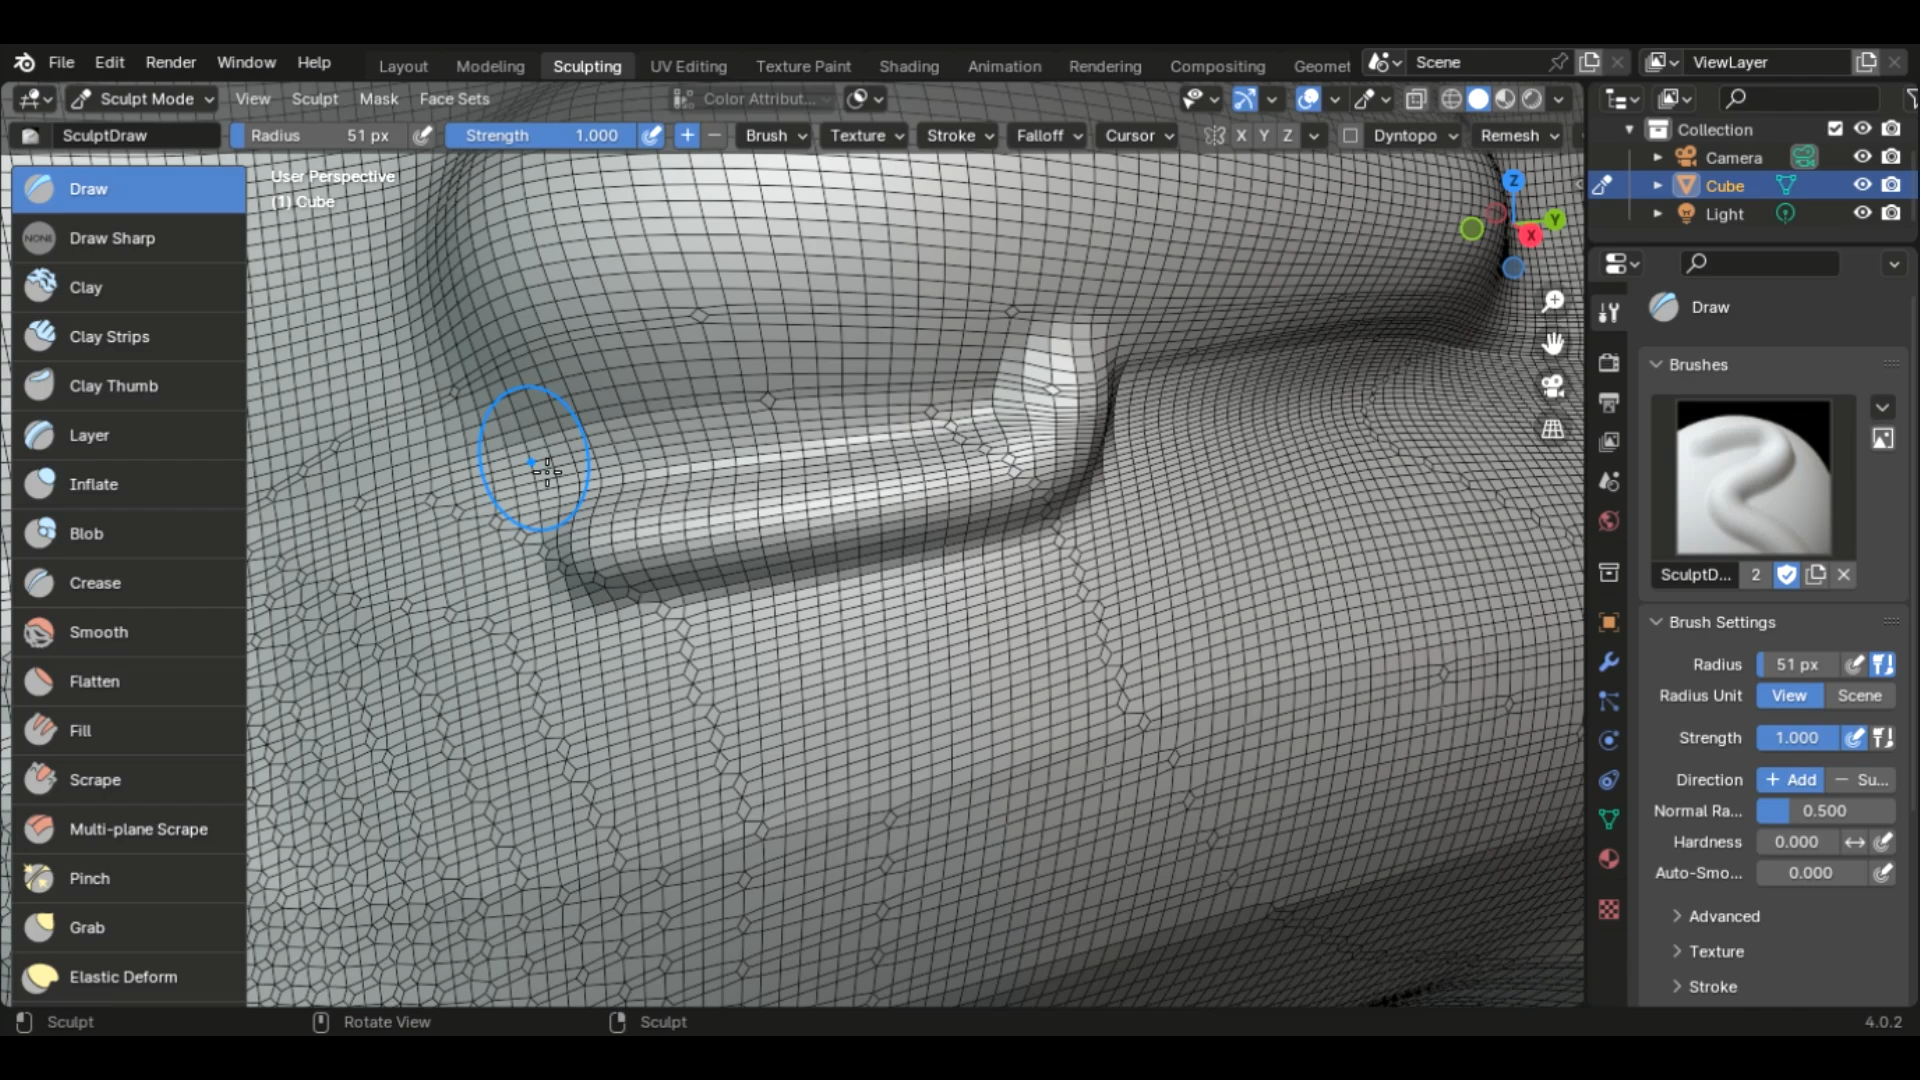 File Edit Render Window Help Layout Modeling Sculpting UV Editing Texture Paint Shading Animation Rendering Compositing Geomet Scene ViewLayer
Sculpt Mode View Sculpt Mask Face Sets Color Attribut...
SculptDraw Radius 51 px Strength 1.000 Brush Texture Stroke Falloff Cursor X Y Z Dyntopo Remesh
User Perspective
(1) Cube
Draw
NONE Draw Sharp
Clay
Clay Strips
Clay Thumb
Layer
Inflate
Blob
Crease
Smooth
Flatten
Fill
Scrape
Multi-plane Scrape
Pinch
Grab
Elastic Deform
Z
Y
X
Collection
Camera
Cube
Light
Draw
Brushes
SculptD... 2
Brush Settings
Radius 51 px
Radius Unit View Scene
Strength 1.000
Direction + Add − Su...
Normal Ra... 0.500
Hardness 0.000
Auto-Smo... 0.000
Advanced
Texture
Stroke
Sculpt Rotate View Sculpt 4.0.2